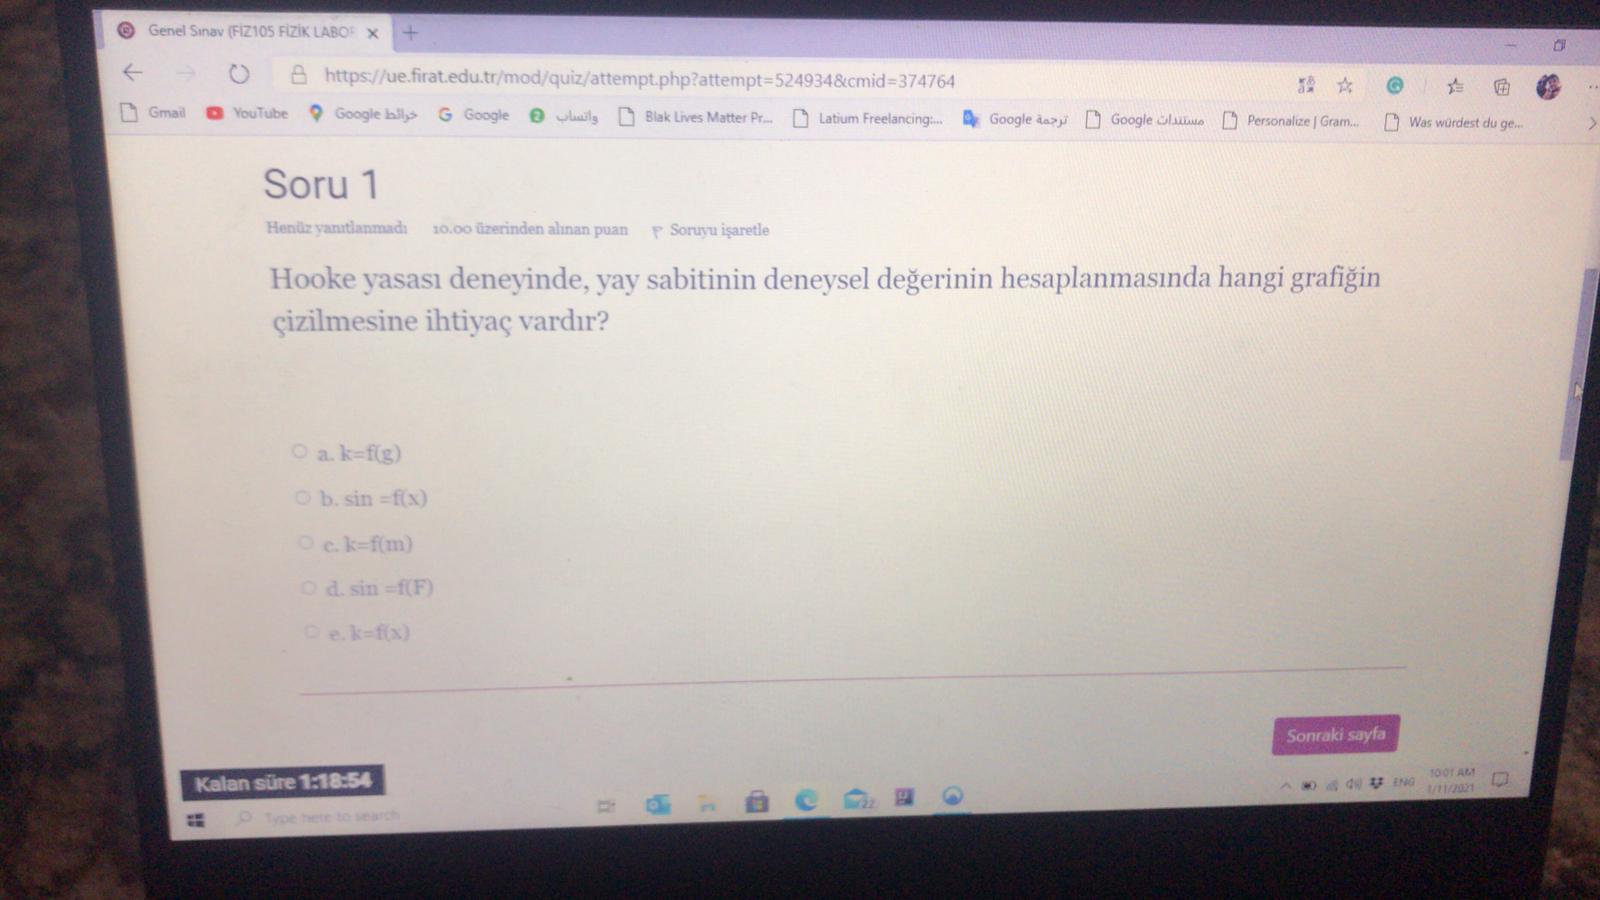 Genel Sınav (FİZ105 FİZİK LABOR
https://ue.firat.edu.tr/mod/quiz/attempt.php?attempt=524934&cmid=374764
Gmail YouTube خرائط Google Google واتساب Blak Lives Matter Pr... Latium Freelancing:... ترجمة Google مستندات Google Personalize | Gram... Was würdest du ge...
Soru 1
Henüz yanıtlanmadı 10.00 üzerinden alınan puan Soruyu işaretle
Hooke yasası deneyinde, yay sabitinin deneysel değerinin hesaplanmasında hangi grafiğin
çizilmesine ihtiyaç vardır?
a. k=f(g)
b. sin =f(x)
c. k=f(m)
d. sin =f(F)
e. k=f(x)
Sonraki sayfa
Kalan süre 1:18:54
Type here to search
22
ENG
10:01 AM
1/11/2021